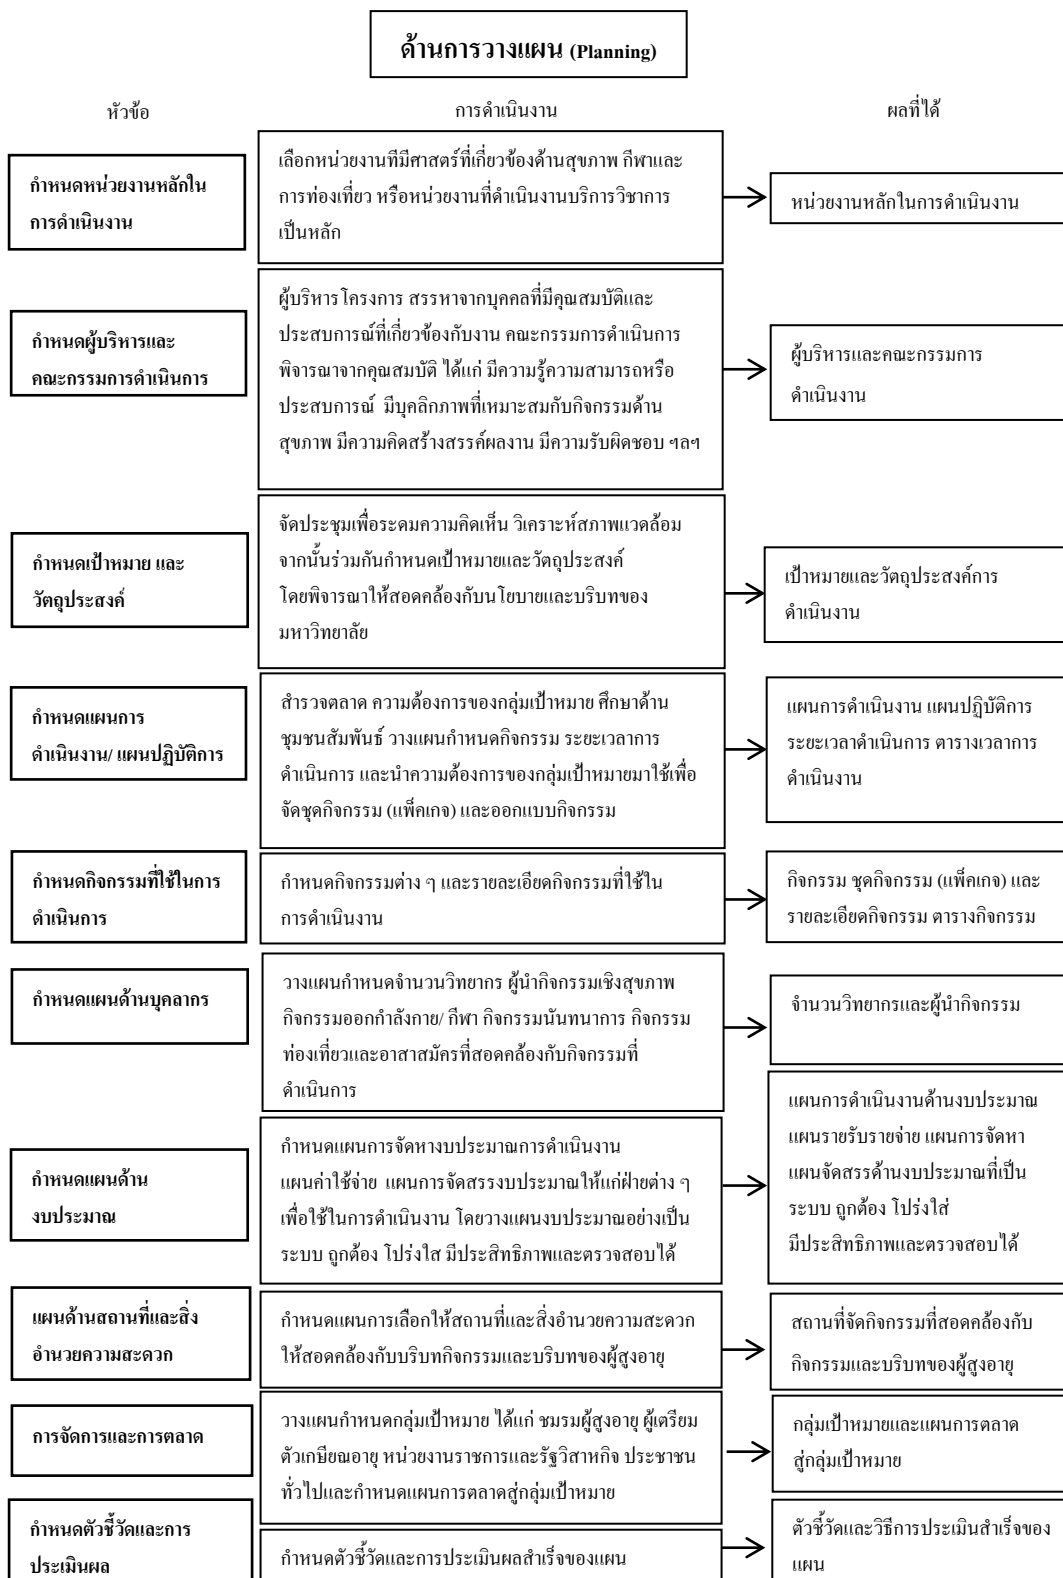 ด้านการวางแผน (Planning)
หัวข้อ
การดำเนินงาน
ผลที่ได้
กำหนดหน่วยงานหลักใน
การดำเนินงาน
เลือกหน่วยงานทีมีศาสตร์ที่เกี่ยวข้องด้านสุขภาพ กีฬาและ
การท่องเที่ยว หรือหน่วยงานที่ดำเนินงานบริการวิชาการ
เป็นหลัก
หน่วยงานหลักในการดำเนินงาน
กำหนดผู้บริหารและ
คณะกรรมการดำเนินการ
ผู้บริหารโครงการ สรรหาจากบุคคลที่มีคุณสมบัติและ
ประสบการณ์ที่เกี่ยวข้องกับงาน คณะกรรมการดำเนินการ
พิจารณาจากคุณสมบัติ ได้แก่ มีความรู้ความสามารถหรือ
ประสบการณ์ มีบุคลิกภาพที่เหมาะสมกับกิจกรรมด้าน
สุขภาพ มีความคิดสร้างสรรค์ผลงาน มีความรับผิดชอบ ฯลฯ
ผู้บริหารและคณะกรรมการ
ดำเนินงาน
กำหนดเป้าหมาย และ
วัตถุประสงค์
จัดประชุมเพื่อระดมความคิดเห็น วิเคราะห์สภาพแวดล้อม
จากนั้นร่วมกันกำหนดเป้าหมายและวัตถุประสงค์
โดยพิจารณาให้สอดคล้องกับนโยบายและบริบทของ
มหาวิทยาลัย
เป้าหมายและวัตถุประสงค์การ
ดำเนินงาน
กำหนดแผนการ
ดำเนินงาน/ แผนปฏิบัติการ
สำรวจตลาด ความต้องการของกลุ่มเป้าหมาย ศึกษาด้าน
ชุมชนสัมพันธ์ วางแผนกำหนดกิจกรรม ระยะเวลาการ
ดำเนินการ และนำความต้องการของกลุ่มเป้าหมายมาใช้เพื่อ
จัดชุดกิจกรรม (แพ็คเกจ) และออกแบบกิจกรรม
แผนการดำเนินงาน แผนปฏิบัติการ
ระยะเวลาดำเนินการ ตารางเวลาการ
ดำเนินงาน
กำหนดกิจกรรมที่ใช้ในการ
ดำเนินการ
กำหนดกิจกรรมต่าง ๆ และรายละเอียดกิจกรรมที่ใช้ใน
การดำเนินงาน
กิจกรรม ชุดกิจกรรม (แพ็คเกจ) และ
รายละเอียดกิจกรรม ตารางกิจกรรม
กำหนดแผนด้านบุคลากร
วางแผนกำหนดจำนวนวิทยากร ผู้นำกิจกรรมเชิงสุขภาพ
กิจกรรมออกกำลังกาย/ กีฬา กิจกรรมนันทนาการ กิจกรรม
ท่องเที่ยวและอาสาสมัครที่สอดคล้องกับกิจกรรมที่
ดำเนินการ
จำนวนวิทยากรและผู้นำกิจกรรม
กำหนดแผนด้าน
งบประมาณ
กำหนดแผนการจัดหางบประมาณการดำเนินงาน
แผนค่าใช้จ่าย แผนการจัดสรรงบประมาณให้แก่ฝ่ายต่าง ๆ
เพื่อใช้ในการดำเนินงาน โดยวางแผนงบประมาณอย่างเป็น
ระบบ ถูกต้อง โปร่งใส มีประสิทธิภาพและตรวจสอบได้
แผนการดำเนินงานด้านงบประมาณ
แผนรายรับรายจ่าย แผนการจัดหา
แผนจัดสรรด้านงบประมาณที่เป็น
ระบบ ถูกต้อง โปร่งใส่
มีประสิทธิภาพและตรวจสอบได้
แผนด้านสถานที่และสิ่ง
อำนวยความสะดวก
กำหนดแผนการเลือกให้สถานที่และสิ่งอำนวยความสะดวก
ให้สอดคล้องกับบริบทกิจกรรมและบริบทของผู้สูงอายุ
สถานที่จัดกิจกรรมที่สอดคล้องกับ
กิจกรรมและบริบทของผู้สูงอายุ
การจัดการและการตลาด
วางแผนกำหนดกลุ่มเป้าหมาย ได้แก่ ชมรมผู้สูงอายุ ผู้เตรียม
ตัวเกษียณอายุ หน่วยงานราชการและรัฐวิสาหกิจ ประชาชน
ทั่วไปและกำหนดแผนการตลาดสู่กลุ่มเป้าหมาย
กลุ่มเป้าหมายและแผนการตลาด
สู่กลุ่มเป้าหมาย
กำหนดตัวชี้วัดและการ
ประเมินผล
กำหนดตัวชี้วัดและการประเมินผลสำเร็จของแผน
ตัวชี้วัดและวิธีการประเมินสำเร็จของ
แผน